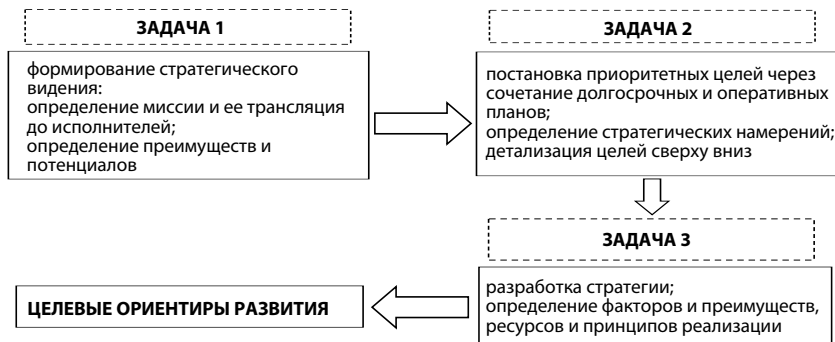 ЗАДАЧА 1
формирование стратегического
видения:
определение миссии и ее трансляция
до исполнителей;
определение преимуществ и
потенциалов
ЗАДАЧА 2
постановка приоритетных целей через
сочетание долгосрочных и оперативных
планов;
определение стратегических намерений;
детализация целей сверху вниз
ЗАДАЧА 3
разработка стратегии;
определение факторов и преимуществ,
ресурсов и принципов реализации
ЦЕЛЕВЫЕ ОРИЕНТИРЫ РАЗВИТИЯ